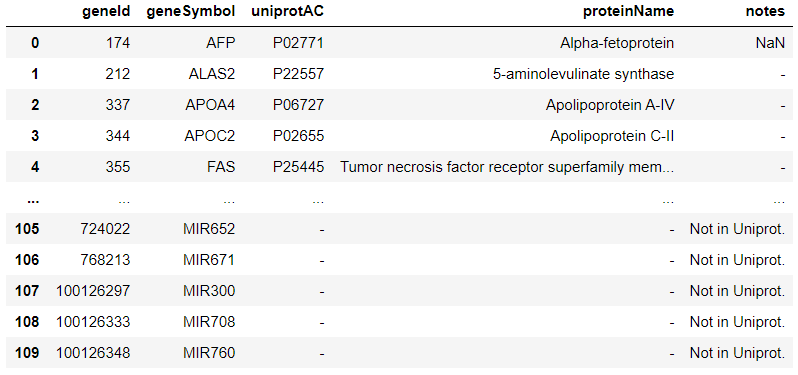 geneId geneSymbol uniprotAC proteinName notes
0 174 AFP P02771 Alpha-fetoprotein NaN
1 212 ALAS2 P22557 5-aminolevulinate synthase -
2 337 APOA4 P06727 Apolipoprotein A-IV -
3 344 APOC2 P02655 Apolipoprotein C-II -
4 355 FAS P25445 Tumor necrosis factor receptor superfamily mem... -
... ... ... ... ... ...
105 724022 MIR652 - - Not in Uniprot.
106 768213 MIR671 - - Not in Uniprot.
107 100126297 MIR300 - - Not in Uniprot.
108 100126333 MIR708 - - Not in Uniprot.
109 100126348 MIR760 - - Not in Uniprot.